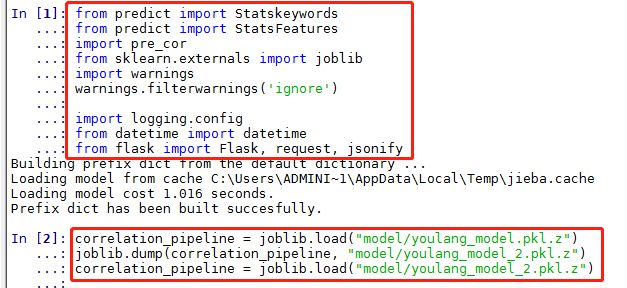 In [1]: from predict import Statskeywords
   ...: from predict import StatsFeatures
   ...: import pre_cor
   ...: from sklearn.externals import joblib
   ...: import warnings
   ...: warnings.filterwarnings('ignore')
   ...:
   ...: import logging.config
   ...: from datetime import datetime
   ...: from flask import Flask, request, jsonify
Building prefix dict from the default dictionary ...
Loading model from cache C:\Users\ADMINI~1\AppData\Local\Temp\jieba.cache
Loading model cost 1.016 seconds.
Prefix dict has been built succesfully.
In [2]: correlation_pipeline = joblib.load("model/youlang_model.pkl.z")
   ...: joblib.dump(correlation_pipeline, "model/youlang_model_2.pkl.z")
   ...: correlation_pipeline = joblib.load("model/youlang_model_2.pkl.z")
   ...: